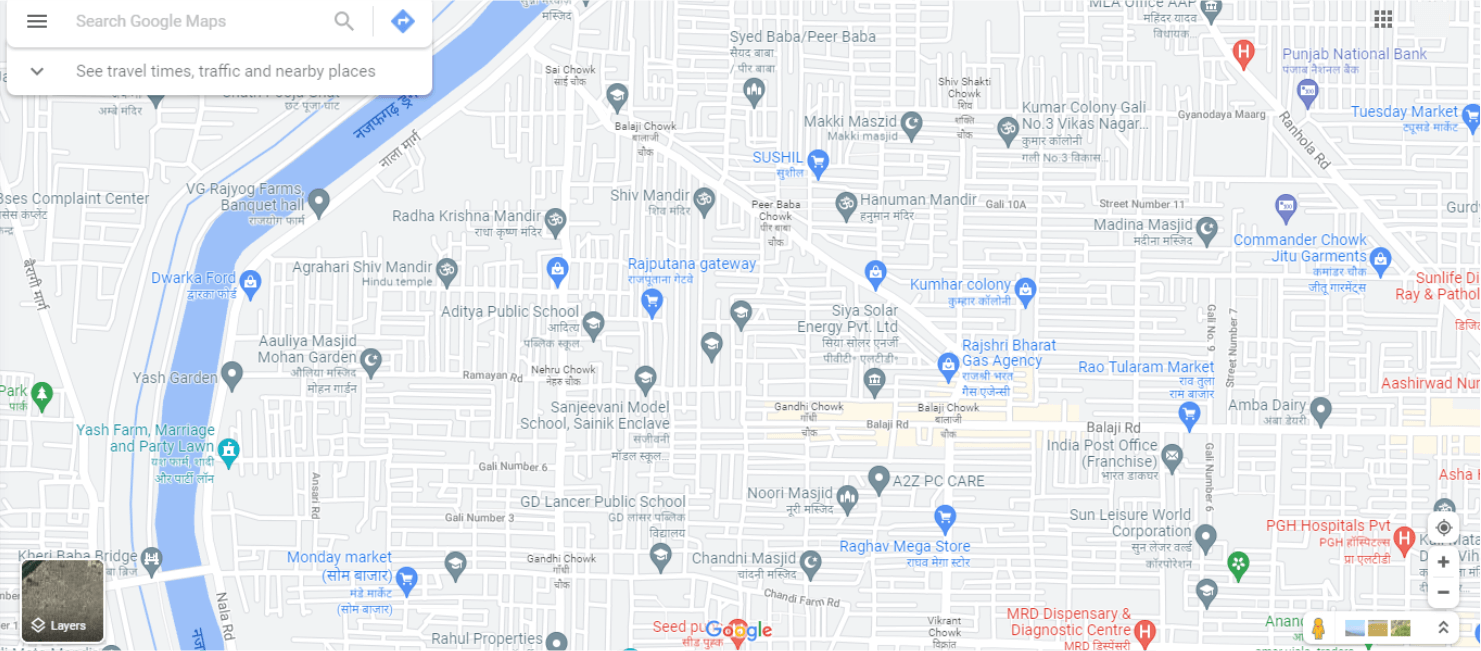 Search Google Maps
See travel times, traffic and nearby places
मस्जिद
Syed Baba/Peer Baba
सैयद बाबा
/ पीर बाबा
MLA Office AAP
महिंदर यादव
विधायक
Punjab National Bank
पंजाब नैशनल बैंक
Sai Chowk
साई चौक
Shiv Shakti
Chowk
शिव
शक्ति
चौक
Kumar Colony Gali
No.3 Vikas Nagar...
कुमार कॉलोनी
गली No.3 विकास...
Gyanodaya Maarg
Tuesday Market
ट्यूसडे मार्केट
Ranhola Rd
छट पूजा घाट
अम्बे मंदिर
नाला मार्ग
Balaji Chowk
बालाजी
चौक
Makki Maszid
Makki masjid
SUSHIL
सुशील
Bses Complaint Center
VG Rajyog Farms,
Banquet hall
राजयोग फार्म
Radha Krishna Mandir
राधा कृष्ण मंदिर
Shiv Mandir
शिव मंदिर
Peer Baba
Chowk
पीर बाबा
चौक
Hanuman Mandir
हनुमान मंदिर
Gali 10A
Street Number 11
Madina Masjid
मदीना मस्जिद
Commander Chowk
Jitu Garments
कमांडर चौक
जीतू गारमेंट्स
बैरागी मार्ग
Dwarka Ford
द्वारका फोर्ड
Agrahari Shiv Mandir
Hindu temple
Rajputana gateway
राजपूताना गेटवे
Kumhar colony
कुम्हार कॉलोनी
Sunlife Di
Ray & Pathol
Aditya Public School
आदित्य
पब्लिक स्कूल
Siya Solar
Energy Pvt. Ltd
सिया सोलर एनर्जी
पीवीटी॰ एलटीडी॰
Gali No. 9
Street Number 7
Aauliya Masjid
Mohan Garden
औलिया मस्जिद
मोहन गार्डन
Rajshri Bharat
Gas Agency
राजश्री भारत
गैस एजेन्सी
Yash Garden
Ramayan Rd
Nehru Chowk
नेहरु चौक
Rao Tularam Market
राव तुला
राम बाजार
Aashirwad Nur
Park
पार्क
Sanjeevani Model
School, Sainik Enclave
संजीवनी
मॉडल स्कूल...
Gandhi Chowk
गाँधी
चौक
Balaji Rd
Balaji Chowk
बालाजी
चौक
Balaji Rd
Amba Dairy
अंबा डेयरी
Yash Farm, Marriage
and Party Lawn
यश फार्म, शादी
और पार्टी लॉन
Gali Number 6
India Post Office
(Franchise)
भारत डाकघर
Gali Number 6
Asha
Ansari Rd
A2Z PC CARE
Noori Masjid
नूरी मस्जिद
GD Lancer Public School
GD लासर पब्लिक
विद्यालय
Gali Number 3
Sun Leisure World
Corporation
सुन लेजर वर्ल्ड
कॉरपोरेशन
PGH Hospitals Pvt
PGH हॉस्पिटल्स
प्रा एलटीडी
Raghav Mega Store
राघव मेगा स्टोर
Kheri Baba Bridge
Monday market
(सोम बाजार)
मंडे मार्केट
(सोम बाजार)
Gandhi Chowk
गाँधी
चौक
Chandni Masjid
चांदनी मस्जिद
Chandi Farm Rd
Nala Rd
Layers
Rahul Properties
Google
Vikrant
Chowk
विक्रांत
MRD Dispensary &
Diagnostic Centre
MRD डिस्पेंसरी